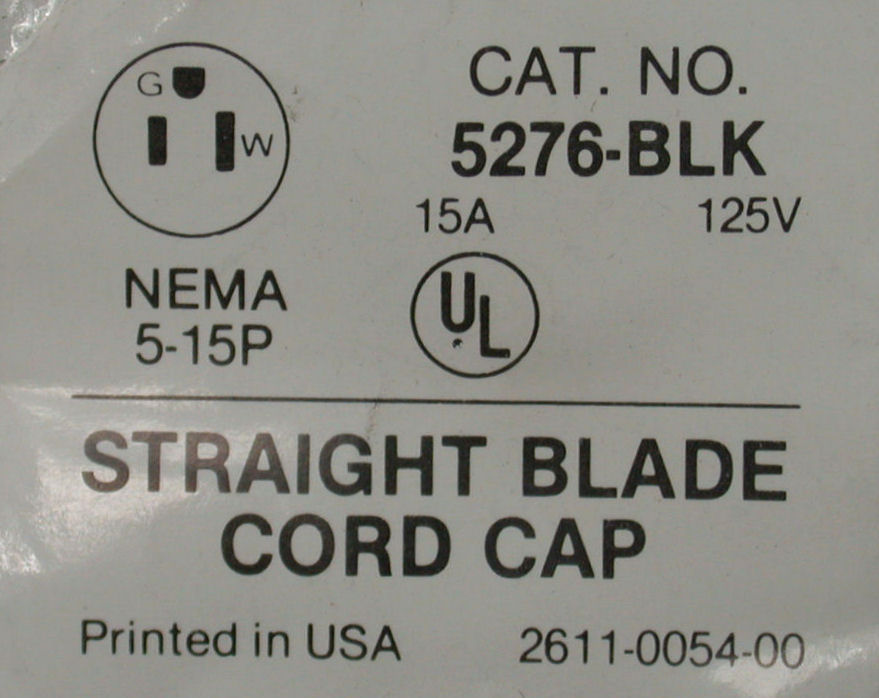 G
W
NEMA
5-15P
CAT. NO.
5276-BLK
15A 125V
UL
STRAIGHT BLADE
CORD CAP
Printed in USA 2611-0054-00